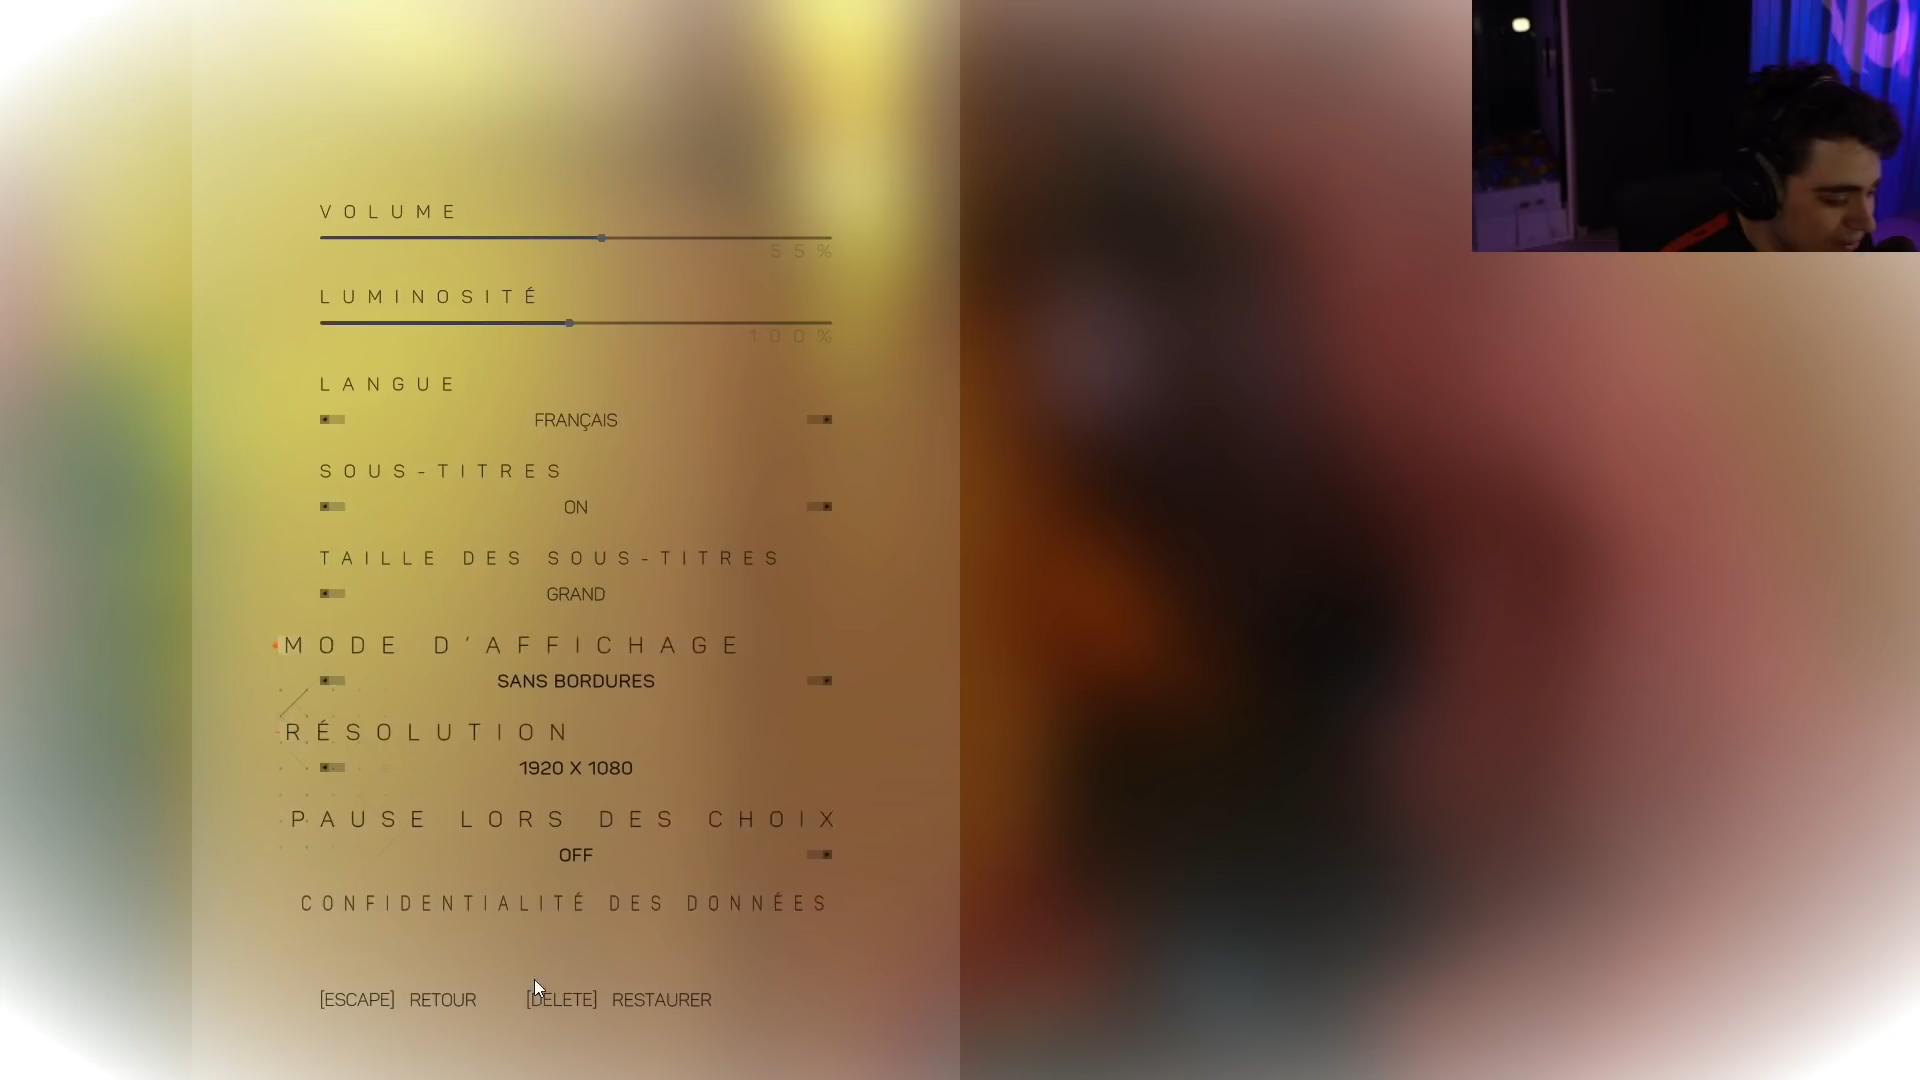 VOLUME
55%
LUMINOSITÉ
100%
LANGUE
FRANÇAIS
SOUS-TITRES
ON
TAILLE DES SOUS-TITRES
GRAND
MODE D'AFFICHAGE
SANS BORDURES
RÉSOLUTION
1920 X 1080
PAUSE LORS DES CHOIX
OFF
CONFIDENTIALITÉ DES DONNÉES
[ESCAPE] RETOUR [DELETE] RESTAURER